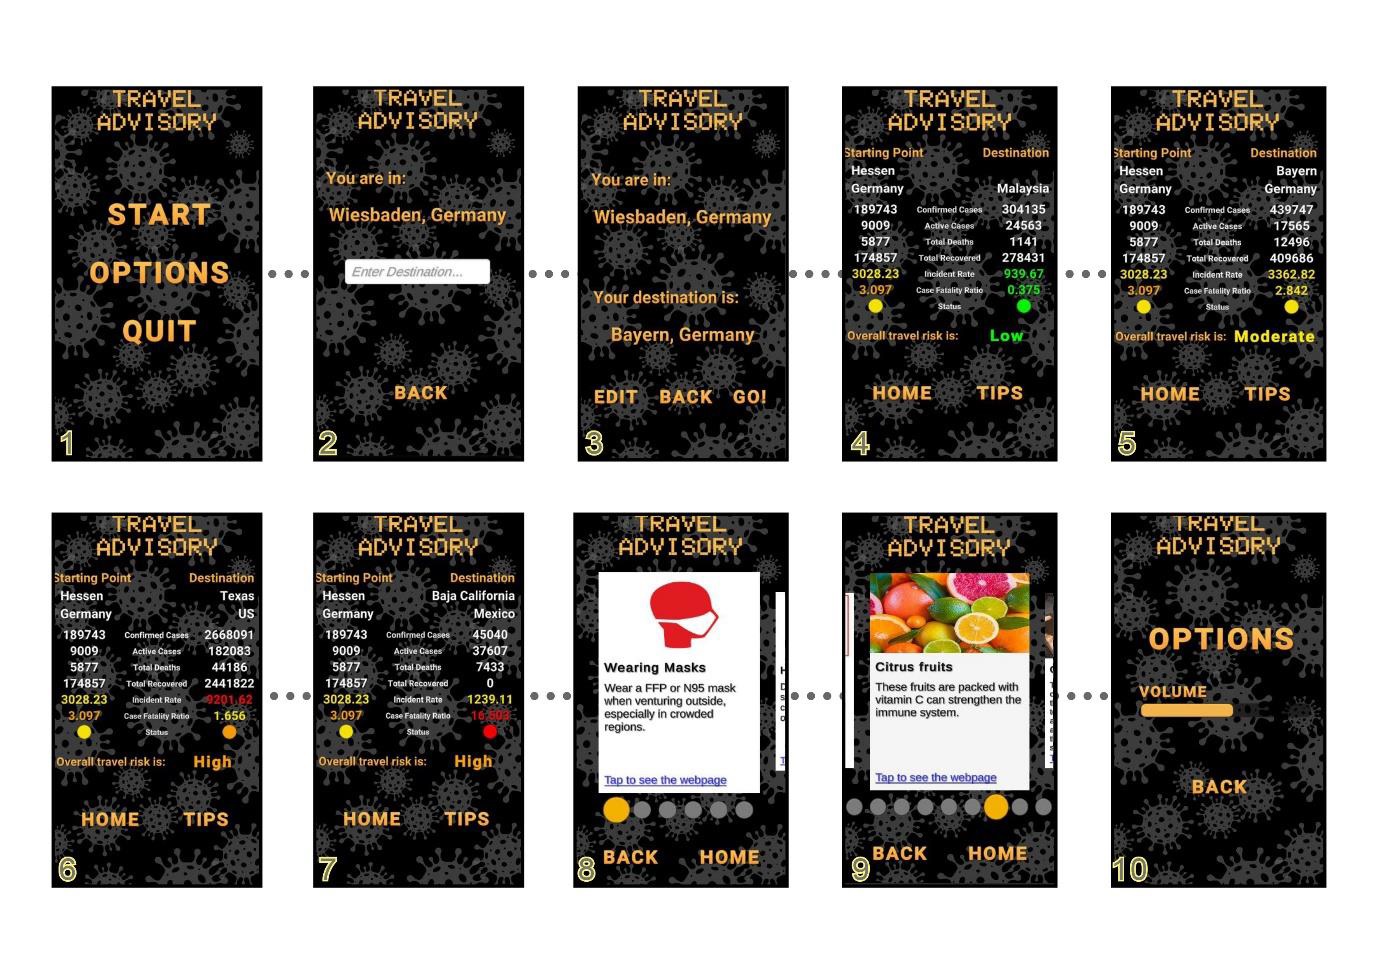 TRAVEL
ADVISORY
START
OPTIONS
QUIT
1
TRAVEL
ADVISORY
You are in:
Wiesbaden, Germany
Enter Destination...
BACK
2
TRAVEL
ADVISORY
You are in:
Wiesbaden, Germany
Your destination is:
Bayern, Germany
EDIT BACK GO!
3
TRAVEL
ADVISORY
Starting Point Destination
Hessen
Germany Malaysia
189743 Confirmed Cases 304135
9009 Active Cases 24563
5877 Total Deaths 1141
174857 Total Recovered 278431
3028.23 Incident Rate 939.67
3.097 Case Fatality Ratio 0.375
Status
Overall travel risk is: Low
HOME TIPS
4
TRAVEL
ADVISORY
Starting Point Destination
Hessen Bayern
Germany Germany
189743 Confirmed Cases 439747
9009 Active Cases 17565
5877 Total Deaths 12496
174857 Total Recovered 409686
3028.23 Incident Rate 3362.82
3.097 Case Fatality Ratio 2.842
Status
Overall travel risk is: Moderate
HOME TIPS
5
TRAVEL
ADVISORY
Starting Point Destination
Hessen Texas
Germany US
189743 Confirmed Cases 2668091
9009 Active Cases 182083
5877 Total Deaths 44186
174857 Total Recovered 2441822
3028.23 Incident Rate 9201.62
3.097 Case Fatality Ratio 1.656
Status
Overall travel risk is: High
HOME TIPS
6
TRAVEL
ADVISORY
Starting Point Destination
Hessen Baja California
Germany Mexico
189743 Confirmed Cases 45040
9009 Active Cases 37607
5877 Total Deaths 7433
174857 Total Recovered 0
3028.23 Incident Rate 1239.11
3.097 Case Fatality Ratio 16.503
Status
Overall travel risk is: High
HOME TIPS
7
TRAVEL
ADVISORY
Wearing Masks
Wear a FFP or N95 mask
when venturing outside,
especially in crowded
regions.
Tap to see the webpage
BACK HOME
8
TRAVEL
ADVISORY
Citrus fruits
These fruits are packed with
vitamin C can strengthen the
immune system.
Tap to see the webpage
BACK HOME
9
TRAVEL
ADVISORY
OPTIONS
VOLUME
BACK
10